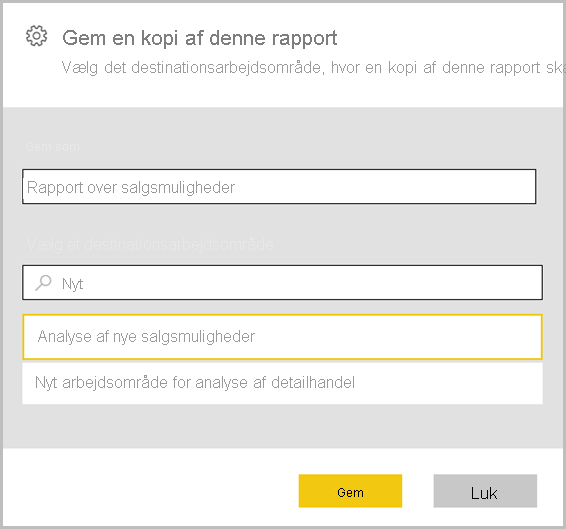 Gem en kopi af denne rapport
Vælg det destinationsarbejdsområde, hvor en kopi af denne rapport ska
Gem som
Rapport over salgsmuligheder
Vælg et destinationsarbejdsområde
Nyt
Analyse af nye salgsmuligheder
Nyt arbejdsområde for analyse af detailhandel
Gem
Luk